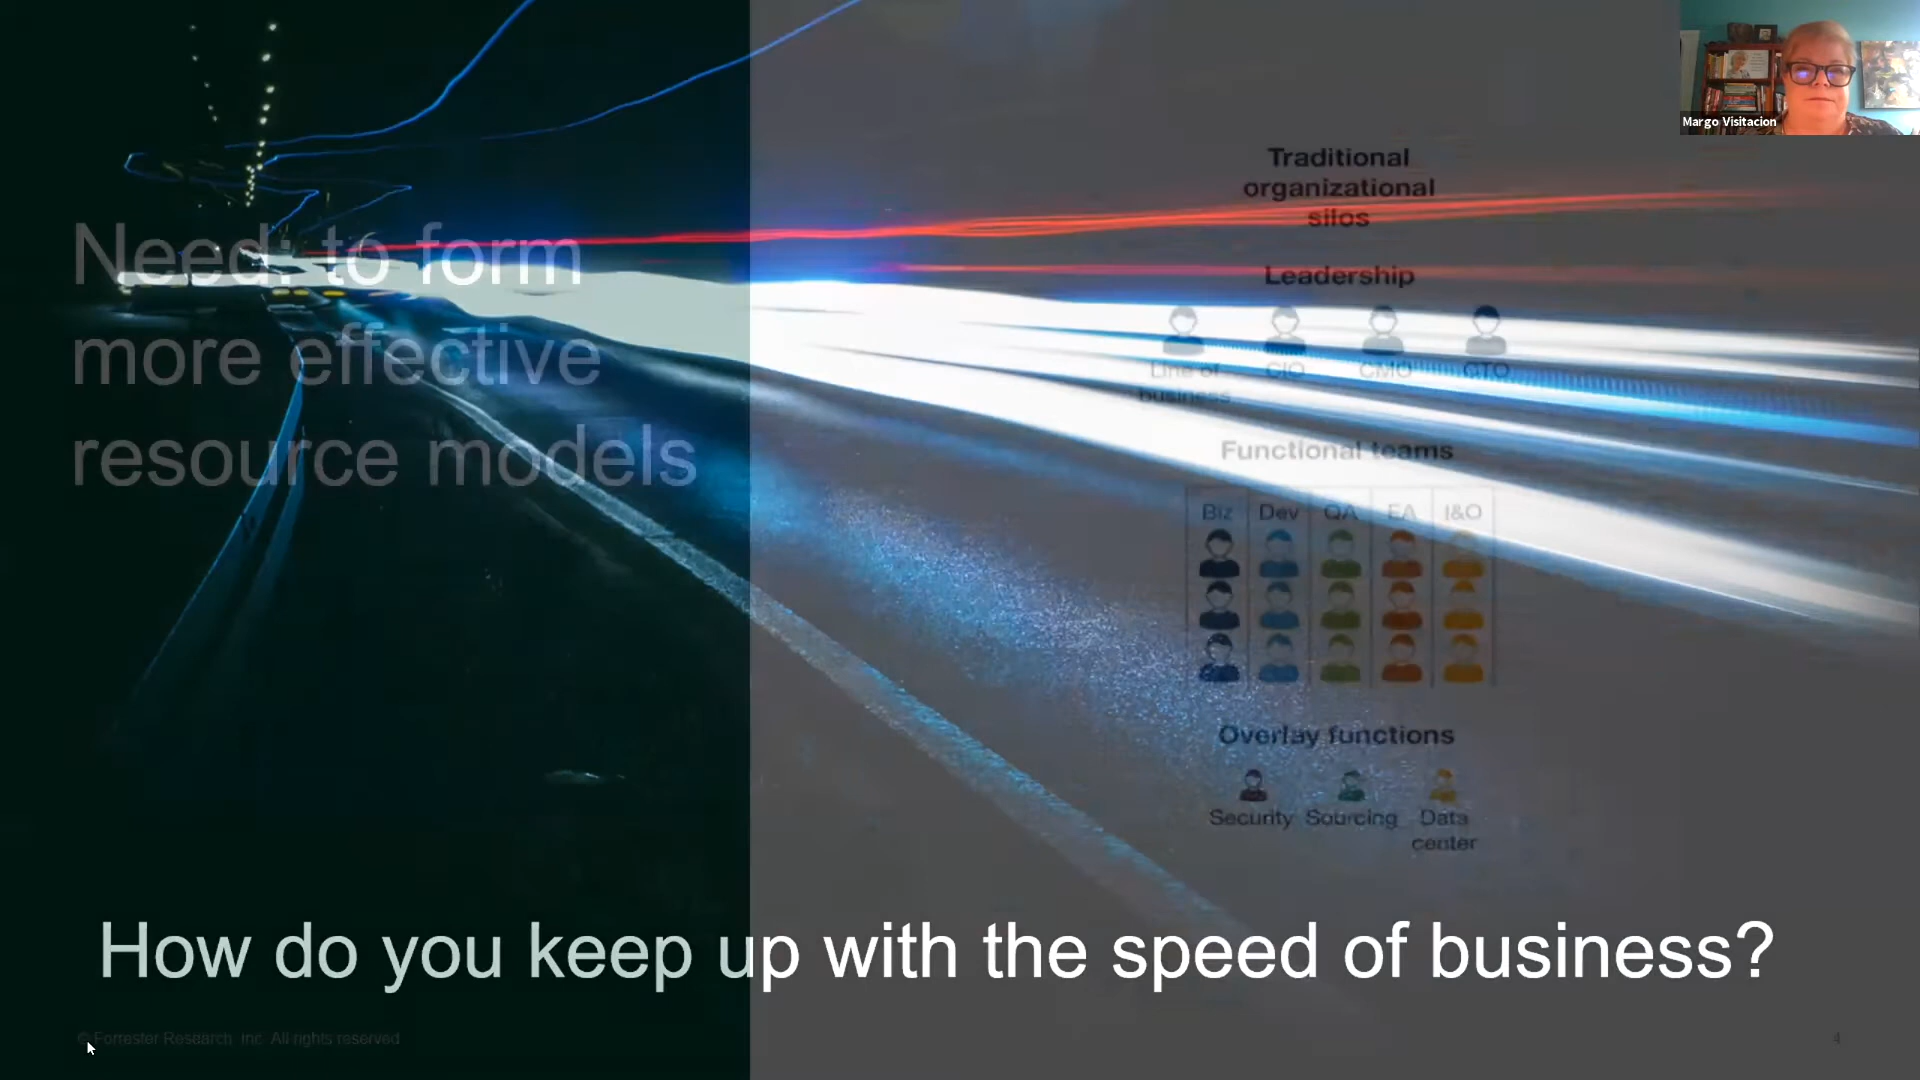 Margo Visitacion
Need: to form
more effective
resource models
Traditional
organizational
silos
Leadership
Line of
business
CIO
CMO
CTO
Functional teams
Biz
Dev
QA
EA
I&O
Overlay functions
Security
Sourcing
Data
center
How do you keep up with the speed of business?
© Forrester Research, Inc. All rights reserved
4